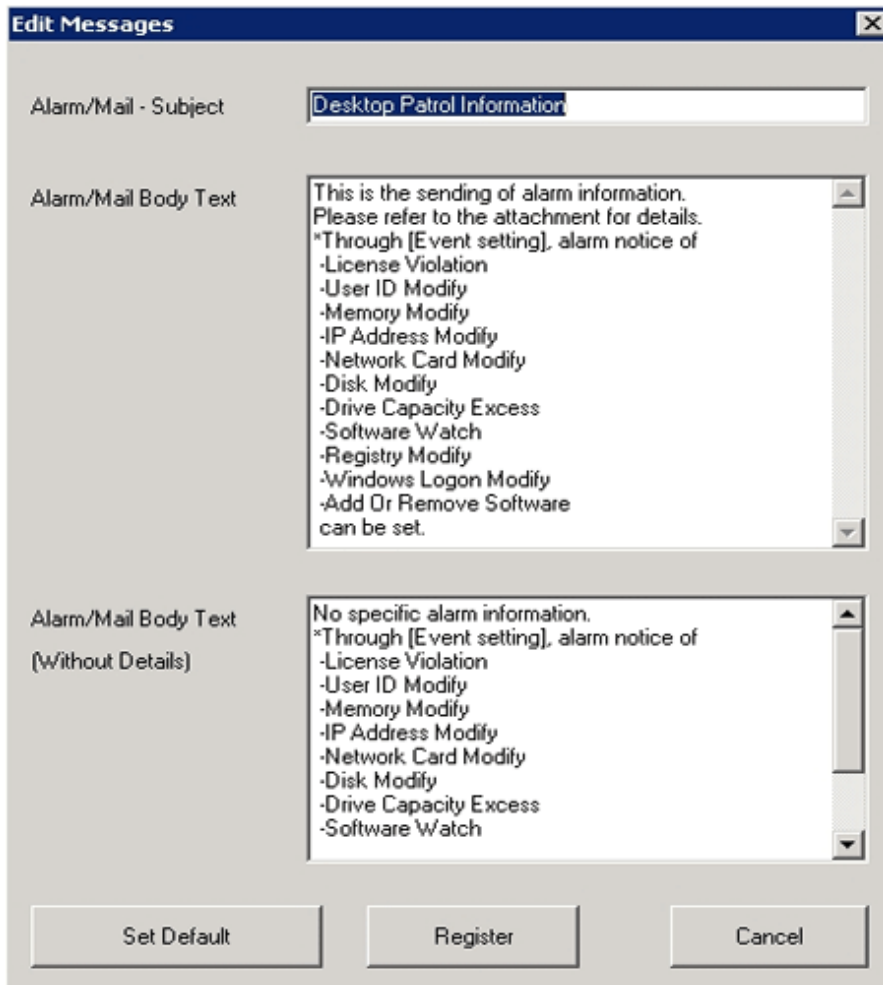 Edit Messages
Alarm/Mail - Subject
Desktop Patrol Information
Alarm/Mail Body Text
This is the sending of alarm information.
Please refer to the attachment for details.
*Through [Event setting], alarm notice of
-License Violation
-User ID Modify
-Memory Modify
-IP Address Modify
-Network Card Modify
-Disk Modify
-Drive Capacity Excess
-Software Watch
-Registry Modify
-Windows Logon Modify
-Add Or Remove Software
can be set.
Alarm/Mail Body Text
(Without Details)
No specific alarm information.
*Through [Event setting], alarm notice of
-License Violation
-User ID Modify
-Memory Modify
-IP Address Modify
-Network Card Modify
-Disk Modify
-Drive Capacity Excess
-Software Watch
Set Default
Register
Cancel